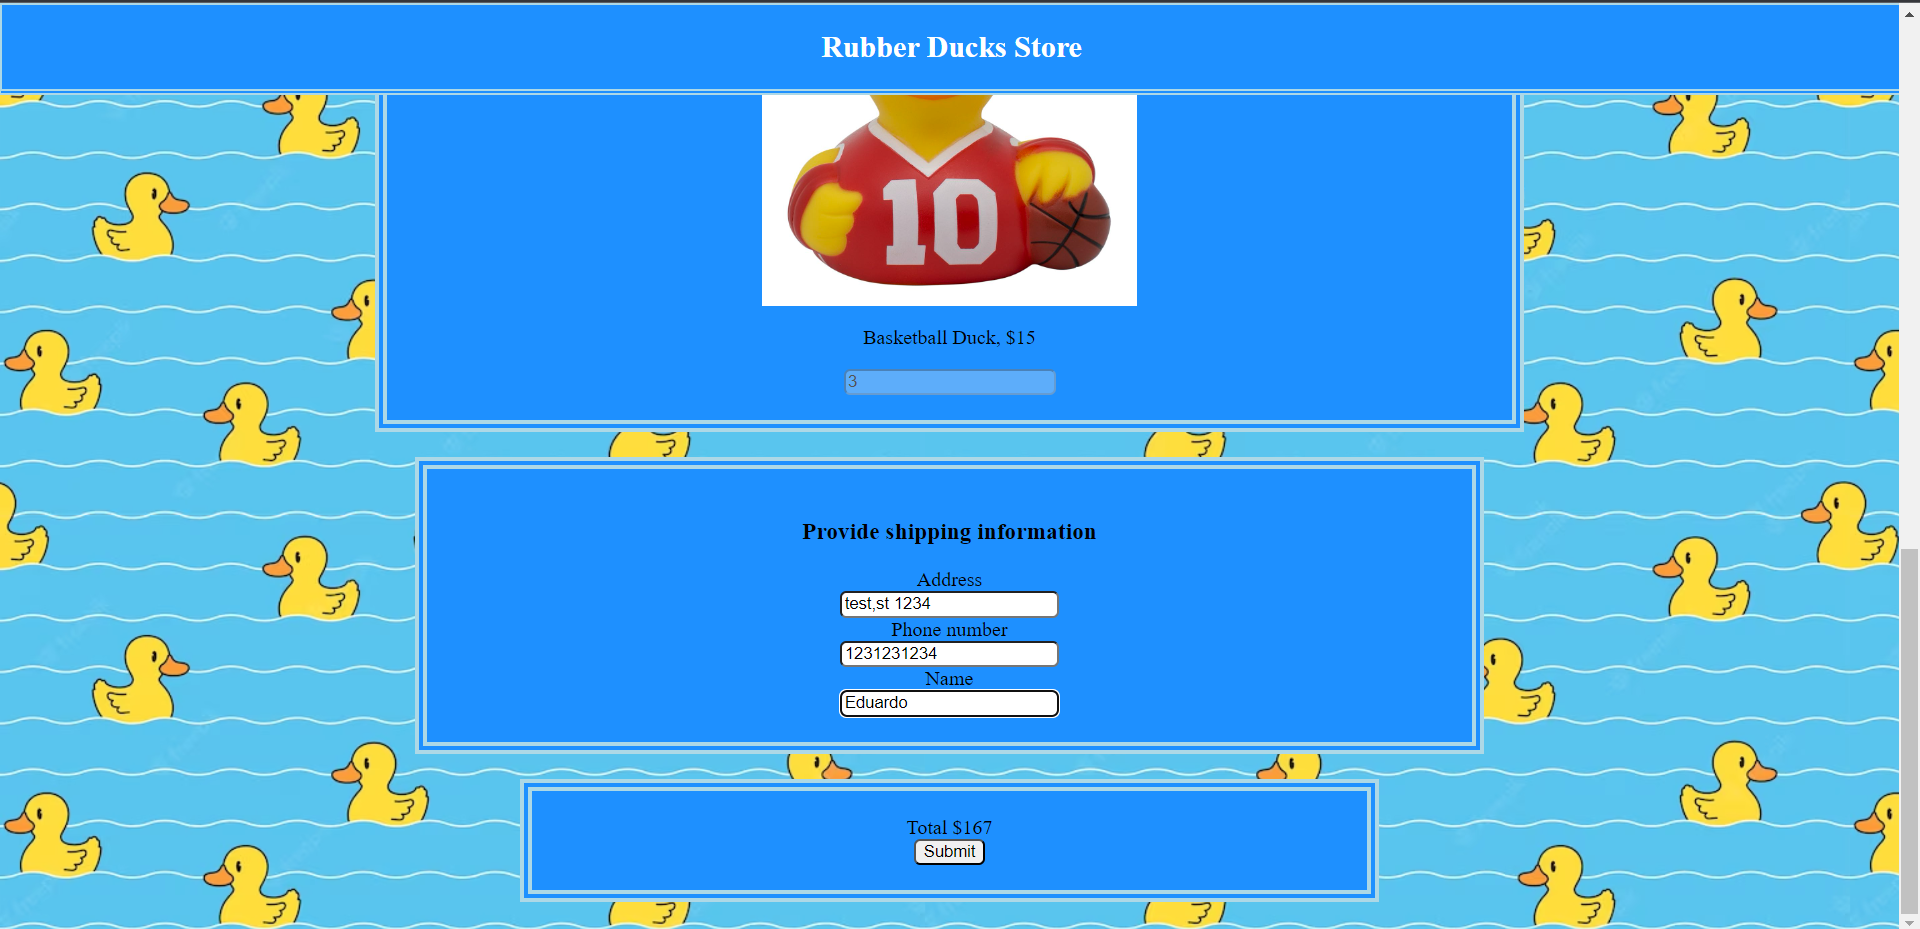 Rubber Ducks Store
10
Basketball Duck, $15
3
Provide shipping information
Address
test,st 1234
Phone number
1231231234
Name
Eduardo
Total $167
Submit